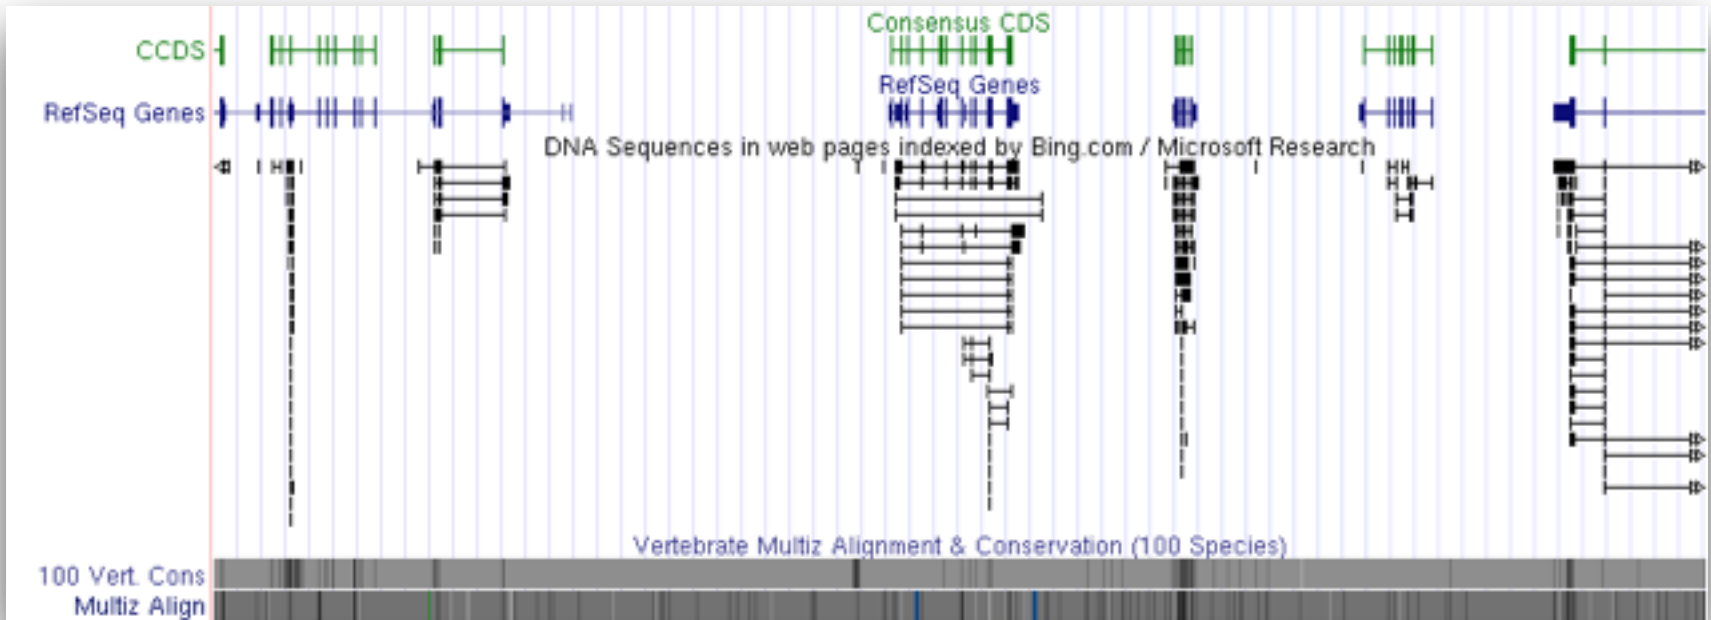 Consensus CDS
CCDS
RefSeq Genes
RefSeq Genes
DNA Sequences in web pages indexed by Bing.com / Microsoft Research
Vertebrate Multiz Alignment & Conservation (100 Species)
100 Vert. Cons
Multiz Align